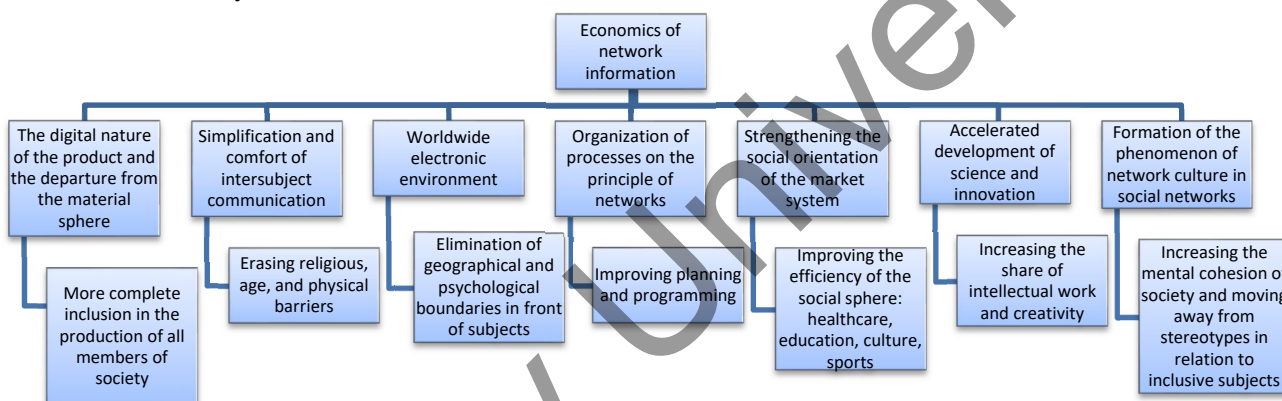 Economics of
network
information
The digital nature
of the product and
the departure from
the material
sphere
Simplification and
comfort of
intersubject
communication
Worldwide
electronic
environment
Organization of
processes on the
principle of
networks
Strengthening the
social orientation
of the market
system
Accelerated
development of
science and
innovation
Formation of the
phenomenon of
network culture in
social networks
More complete
inclusion in the
production of all
members of
society
Erasing religious,
age, and physical
barriers
Elimination of
geographical and
psychological
boundaries in front
of subjects
Improving planning
and programming
Improving the
efficiency of the
social sphere:
healthcare,
education, culture,
sports
Increasing the
share of
intellectual work
and creativity
Increasing the
mental cohesion o
society and moving
away from
stereotypes in
relation to
inclusive subjects
y Univer